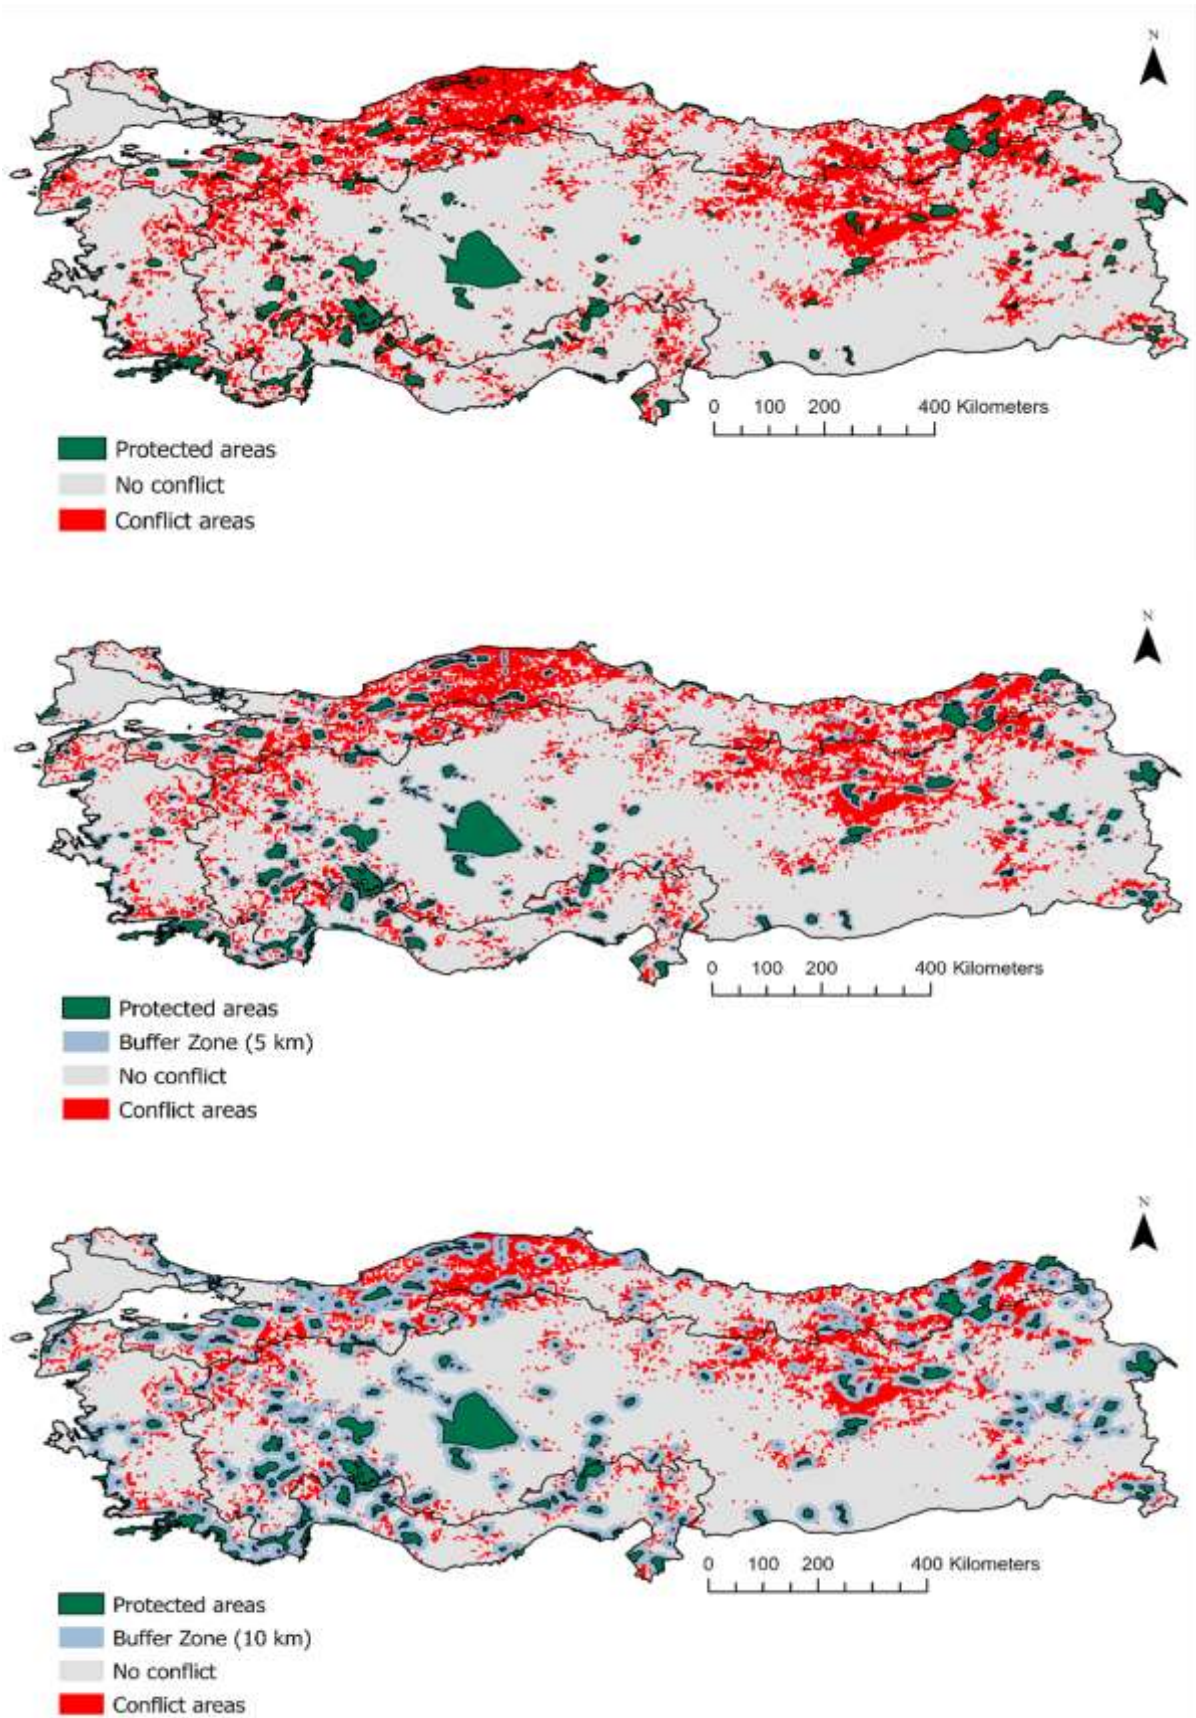 N
0 100 200 400 Kilometers
Protected areas
No conflict
Conflict areas
N
0 100 200 400 Kilometers
Protected areas
Buffer Zone (5 km)
No conflict
Conflict areas
N
0 100 200 400 Kilometers
Protected areas
Buffer Zone (10 km)
No conflict
Conflict areas